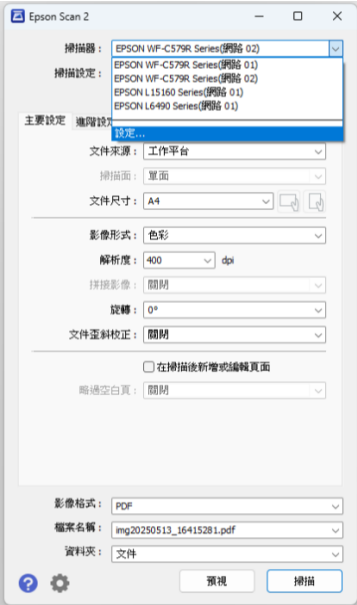 Epson Scan 2
掃描器： EPSON WF-C579R Series(網路 02)
EPSON WF-C579R Series(網路 01)
掃描設定： EPSON WF-C579R Series(網路 02)
EPSON L15160 Series(網路 01)
EPSON L6490 Series(網路 01)
主要設定 進階設定
設定...
文件來源： 工作平台
掃描面： 單面
文件尺寸： A4
影像形式： 色彩
解析度： 400 dpi
拼接影像： 關閉
旋轉： 0°
文件歪斜校正： 關閉
在掃描後新增或編輯頁面
略過空白頁： 關閉
影像格式： PDF
檔案名稱： img20250513_16415281.pdf
資料夾： 文件
? 預視 掃描